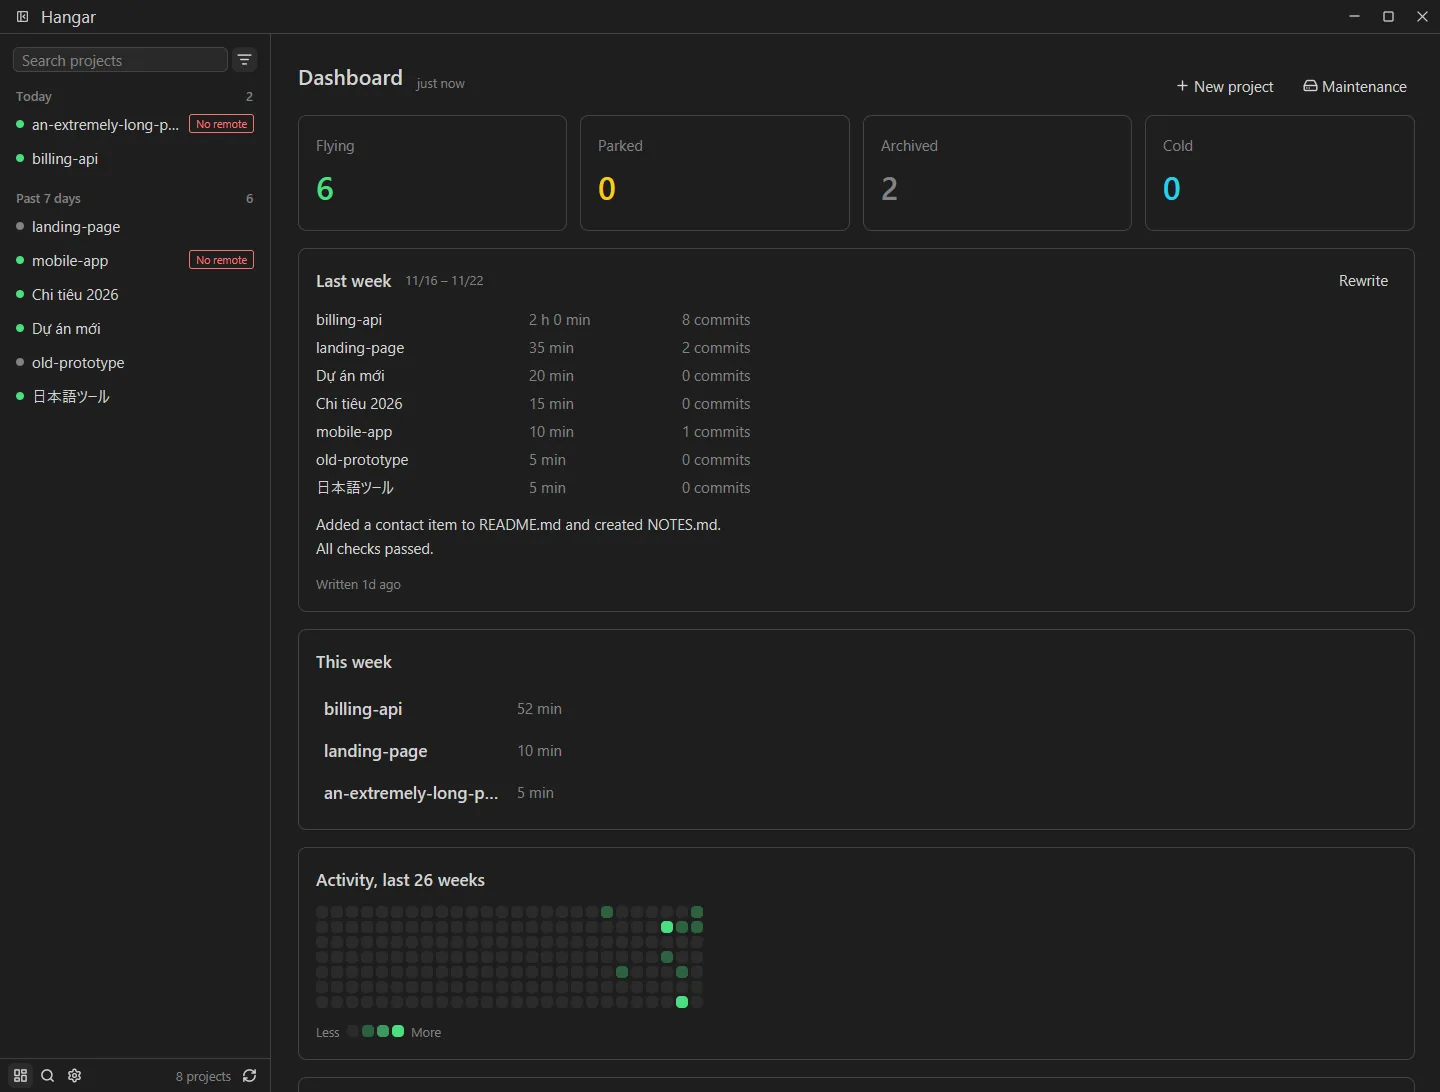 Hangar
Search projects
Today 2
an-extremely-long-p... No remote
billing-api
Past 7 days 6
landing-page
mobile-app No remote
Chi tiêu 2026
Dự án mới
old-prototype
日本語ツール
8 projects
Dashboard just now
New project Maintenance
Flying Parked Archived Cold
6 0 2 0
Last week 11/16 – 11/22 Rewrite
billing-api 2 h 0 min 8 commits
landing-page 35 min 2 commits
Dự án mới 20 min 0 commits
Chi tiêu 2026 15 min 0 commits
mobile-app 10 min 1 commits
old-prototype 5 min 0 commits
日本語ツール 5 min 0 commits
Added a contact item to README.md and created NOTES.md.
All checks passed.
Written 1d ago
This week
billing-api 52 min
landing-page 10 min
an-extremely-long-p... 5 min
Activity, last 26 weeks
Less More